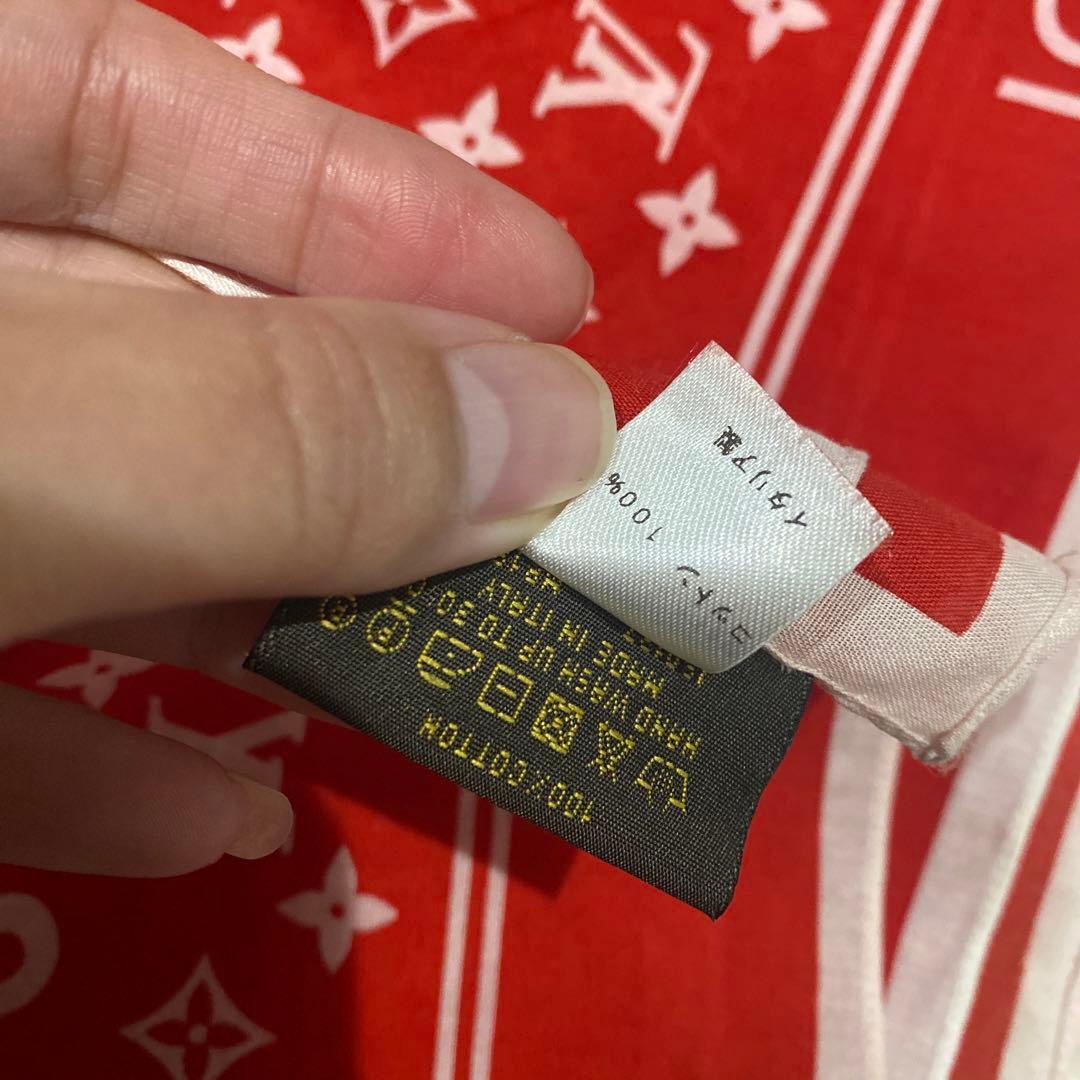 コットン 100%
イタリア製
100% COTTON
HAND WASH UP TO 30
MADE IN ITALY
LV